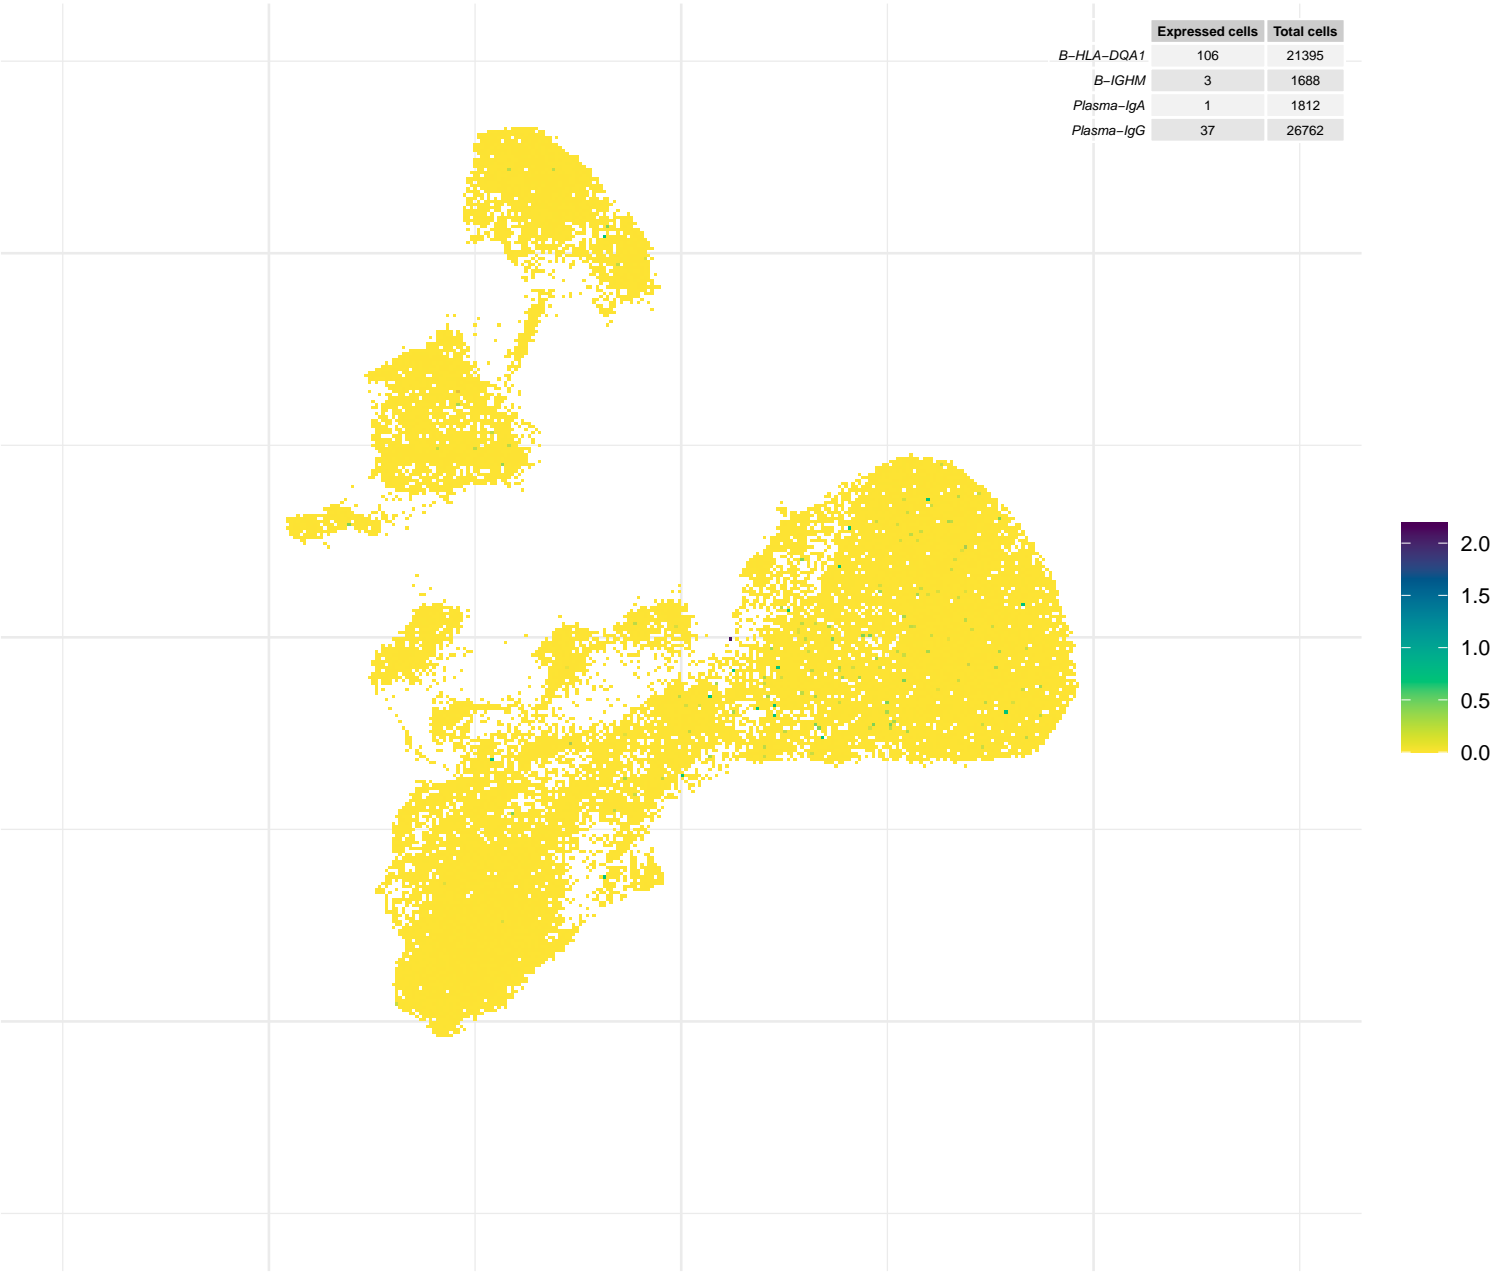 Expressed cells Total cells
B−HLA−DQA1 106 21395
B−IGHM 3 1688
Plasma−IgA 1 1812
Plasma−IgG 37 26762
2.0
1.5
1.0
0.5
0.0